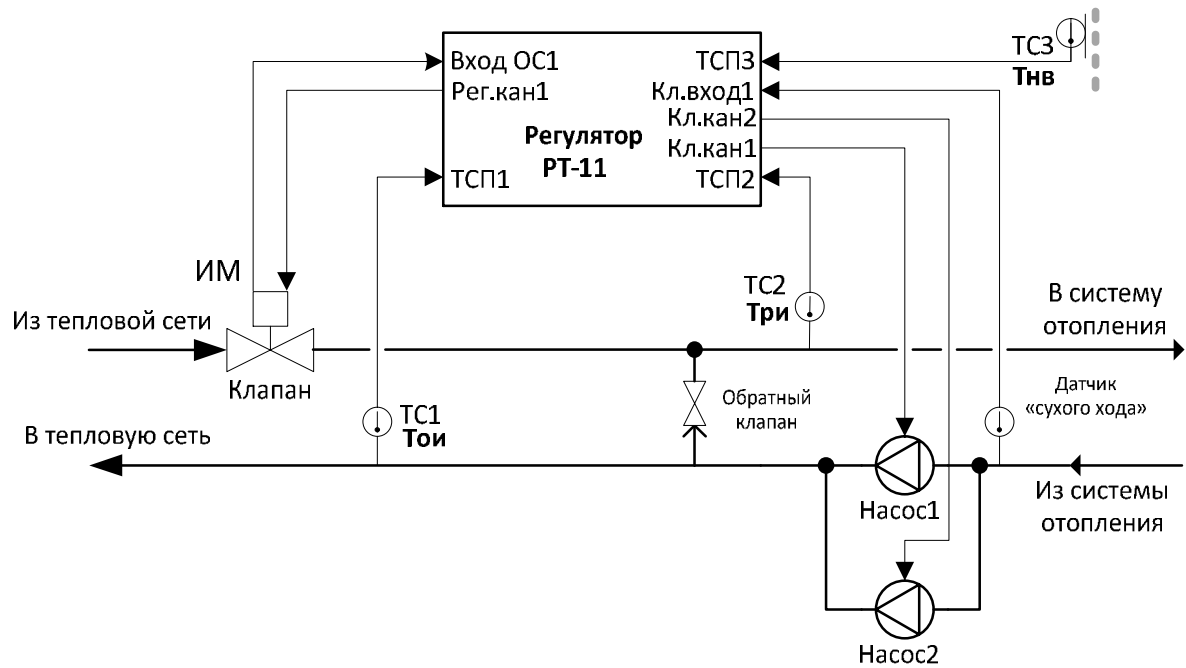 Вход ОС1
Рег.кан1
Регулятор
РТ-11
ТСП1
ТСП3
Кл.вход1
Кл.кан2
Кл.кан1
ТСП2
ТС3
Тнв
ИМ
Из тепловой сети
Клапан
ТС2
Три
В систему
отопления
ТС1
Тои
Обратный
клапан
Датчик
«сухого хода»
В тепловую сеть
Насос1
Из системы
отопления
Насос2